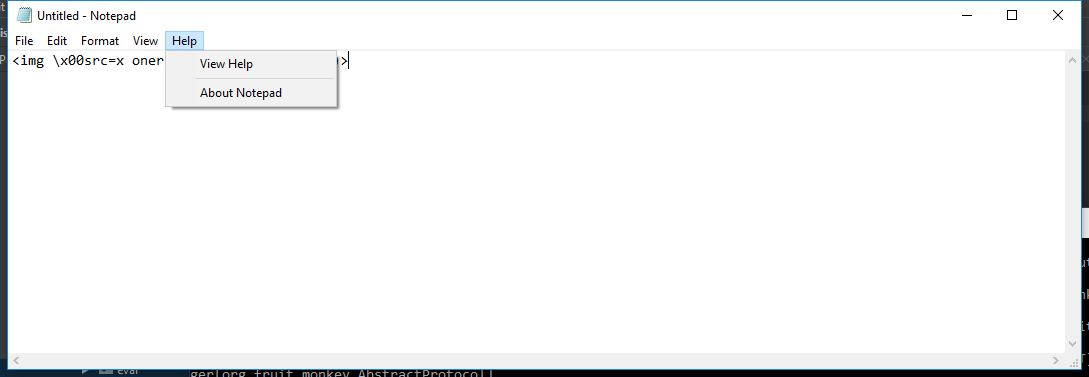 Untitled - Notepad
File Edit Format View Help
<img \x00src=x oner
View Help
About Notepad
eval
ger[org fruit monkey AbstractProtocol]